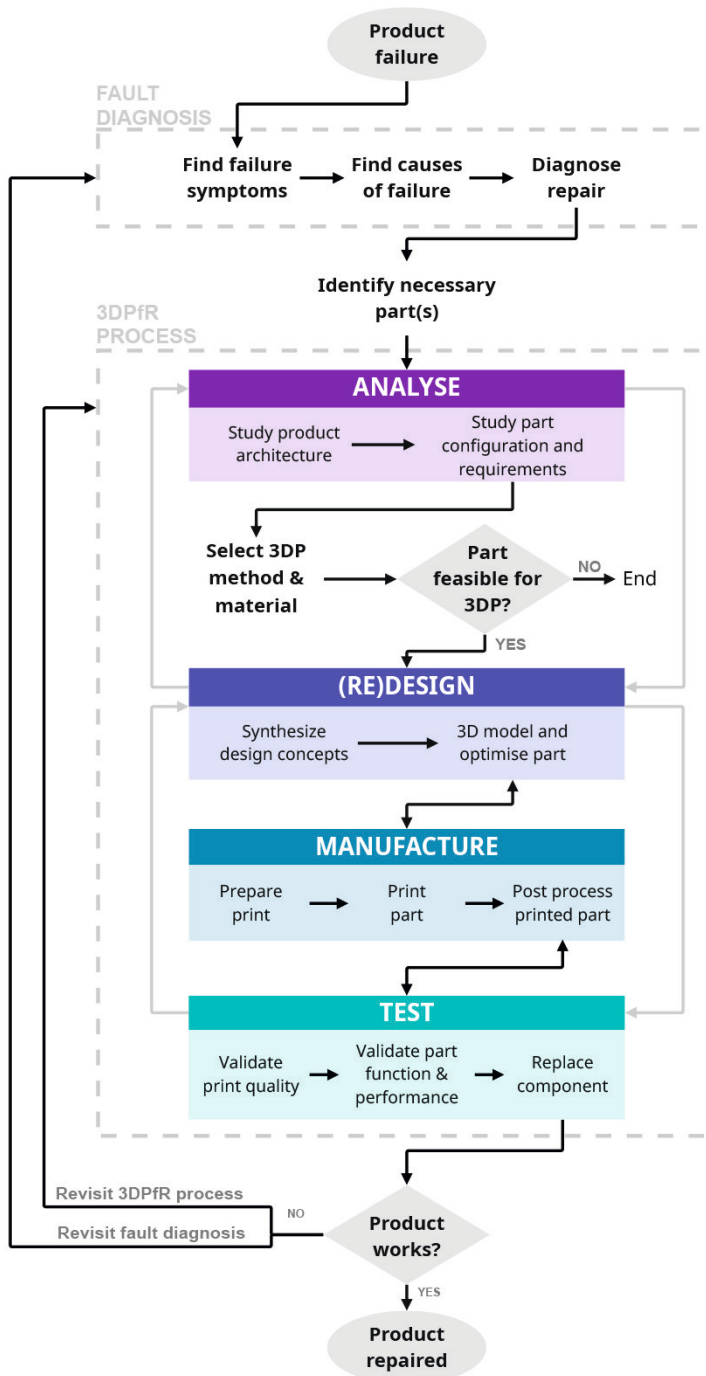 Product
failure
FAULT
DIAGNOSIS
Find failure
symptoms
Find causes
of failure
Diagnose
repair
Identify necessary
part(s)
3DPfR
PROCESS
ANALYSE
Study product
architecture
Study part
configuration and
requirements
Select 3DP
method &
material
Part
feasible for
3DP?
NO
End
YES
(RE)DESIGN
Synthesize
design concepts
3D model and
optimise part
MANUFACTURE
Prepare
print
Print
part
Post process
printed part
TEST
Validate
print quality
Validate part
function &
performance
Replace
component
Revisit 3DPfR process
NO
Revisit fault diagnosis
Product
works?
YES
Product
repaired